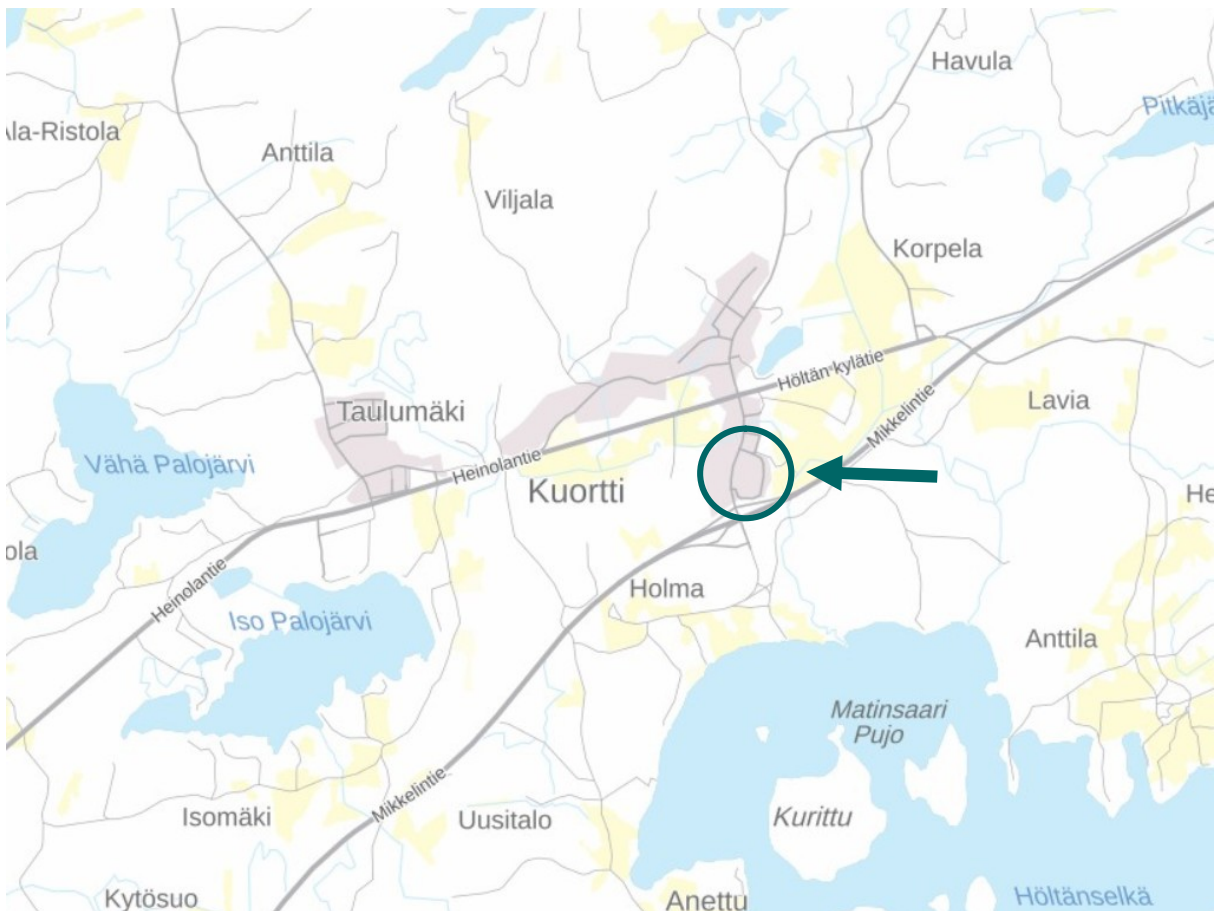 Havula
Pitkäjä
la-Ristola
Anttila
Viljala
Korpela
Höltän kylätie
Lavia
Taulumäki
Mikkelintie
Vähä Palojärvi
Heinolantie
Kuortti
He
ola
Heinolantie
Holma
Iso Palojärvi
Anttila
Matinsaari
Pujo
Mikkelintie
Isomäki
Uusitalo
Kurittu
Kytösuo
Anettu
Höltänselkä